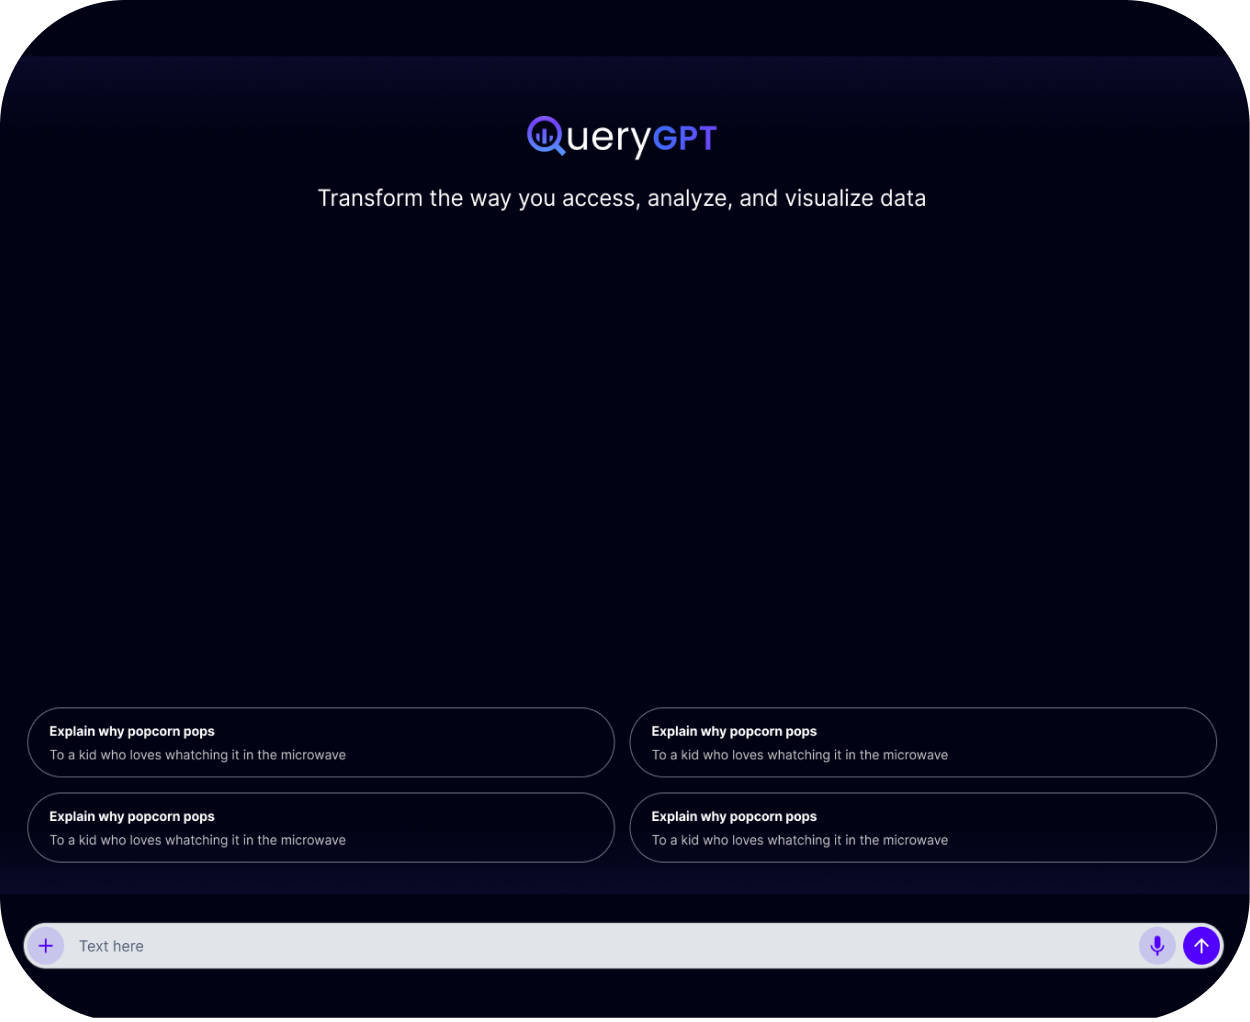 QueryGPT
Transform the way you access, analyze, and visualize data
Explain why popcorn pops
To a kid who loves whatching it in the microwave
Explain why popcorn pops
To a kid who loves whatching it in the microwave
Explain why popcorn pops
To a kid who loves whatching it in the microwave
Explain why popcorn pops
To a kid who loves whatching it in the microwave
Text here